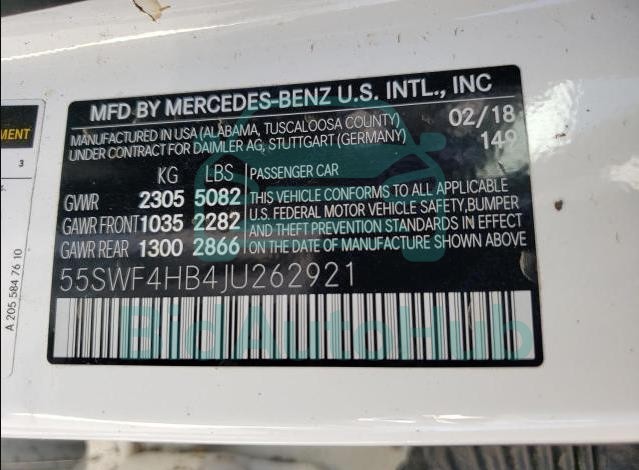 MFD BY MERCEDES-BENZ U.S. INTL., INC
MANUFACTURED IN USA (ALABAMA, TUSCALOOSA COUNTY) 02/18
UNDER CONTRACT FOR DAIMLER AG, STUTTGART (GERMANY) 149
KG LBS PASSENGER CAR
GVWR 2305 5082 THIS VEHICLE CONFORMS TO ALL APPLICABLE
GAWR FRONT 1035 2282 U.S. FEDERAL MOTOR VEHICLE SAFETY, BUMPER
AND THEFT PREVENTION STANDARDS IN EFFECT
GAWR REAR 1300 2866 ON THE DATE OF MANUFACTURE SHOWN ABOVE
55SWF4HB4JU262921
BidAutoHub
MENT
3
A 205 584 76 10